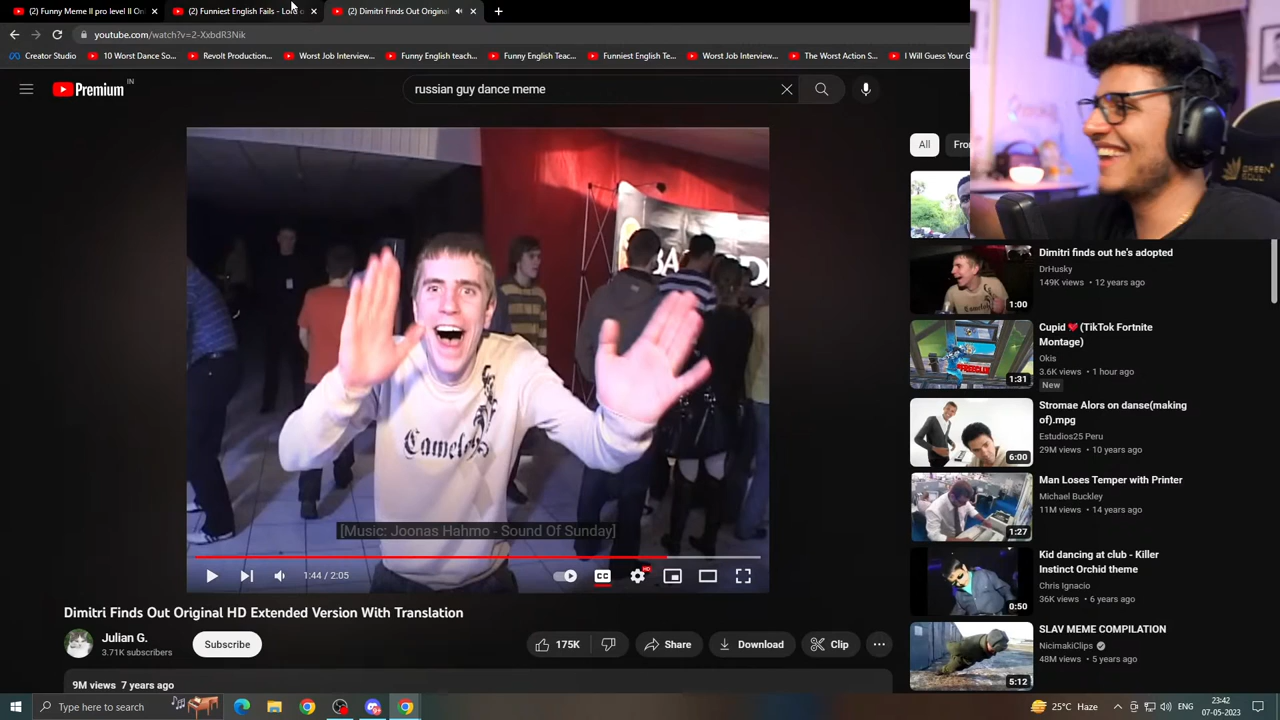 (2) Funny Meme II pro level II Onl
(2) Funniest English Fails - Lord
(2) Dimitri Finds Out Original
youtube.com/watch?v=2-XxbdR3Nik
Creator Studio
10 Worst Dance So...
Revolt Production...
Worst Job Interview...
Funny English teac...
Funny English Teac...
Funniest English Te...
Worst Job Interview...
The Worst Action S...
I Will Guess Your G
Premium IN
russian guy dance meme
All
Fro
Camelot
[Music: Joonas Hahmo - Sound Of Sunday]
1:44 / 2:05
CC
HD
Dimitri Finds Out Original HD Extended Version With Translation
Julian G.
3.71K subscribers
Subscribe
175K
Share
Download
Clip
9M views 7 years ago
Dimitri finds out he's adopted
DrHusky
149K views • 12 years ago
1:00
Cupid ❤️ (TikTok Fortnite
Montage)
Okis
3.6K views • 1 hour ago
1:31
New
Stromae Alors on danse(making
of).mpg
Estudios25 Peru
29M views • 10 years ago
6:00
Man Loses Temper with Printer
Michael Buckley
11M views • 14 years ago
1:27
Kid dancing at club - Killer
Instinct Orchid theme
Chris Ignacio
36K views • 6 years ago
0:50
SLAV MEME COMPILATION
NicimakiClips
48M views • 5 years ago
5:12
GREEN
SOUL
Type here to search
25°C Haze
ENG
23:42
07-05-2023